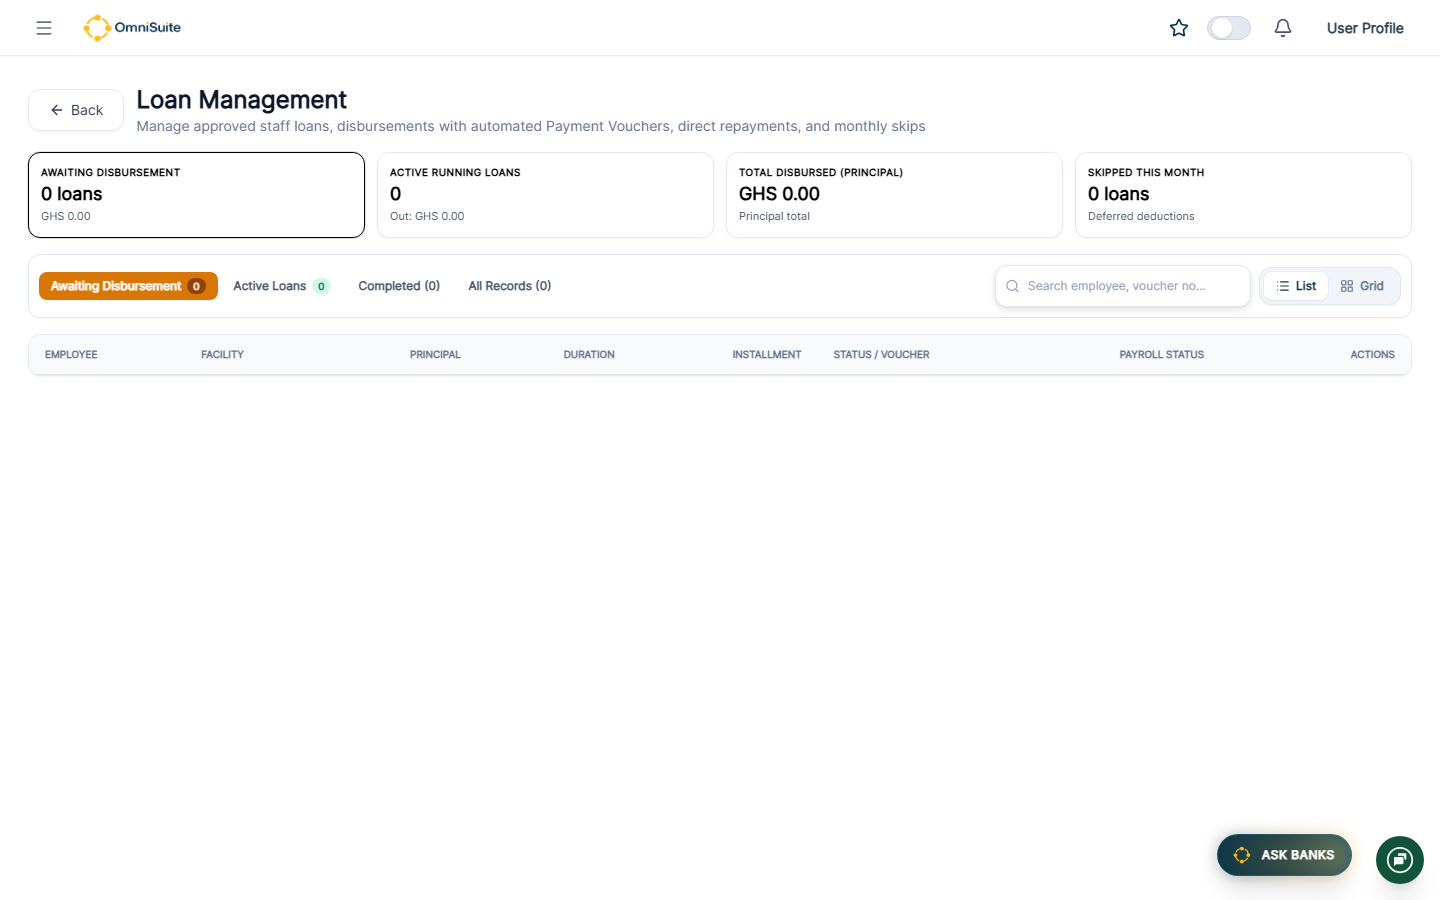 OmniSuite
User Profile
Back
Loan Management
Manage approved staff loans, disbursements with automated Payment Vouchers, direct repayments, and monthly skips
AWAITING DISBURSEMENT
0 loans
GHS 0.00
ACTIVE RUNNING LOANS
0
Out: GHS 0.00
TOTAL DISBURSED (PRINCIPAL)
GHS 0.00
Principal total
SKIPPED THIS MONTH
0 loans
Deferred deductions
Awaiting Disbursement 0
Active Loans 0
Completed (0)
All Records (0)
Search employee, voucher no...
List
Grid
EMPLOYEE FACILITY PRINCIPAL DURATION INSTALLMENT STATUS / VOUCHER PAYROLL STATUS ACTIONS
ASK BANKS